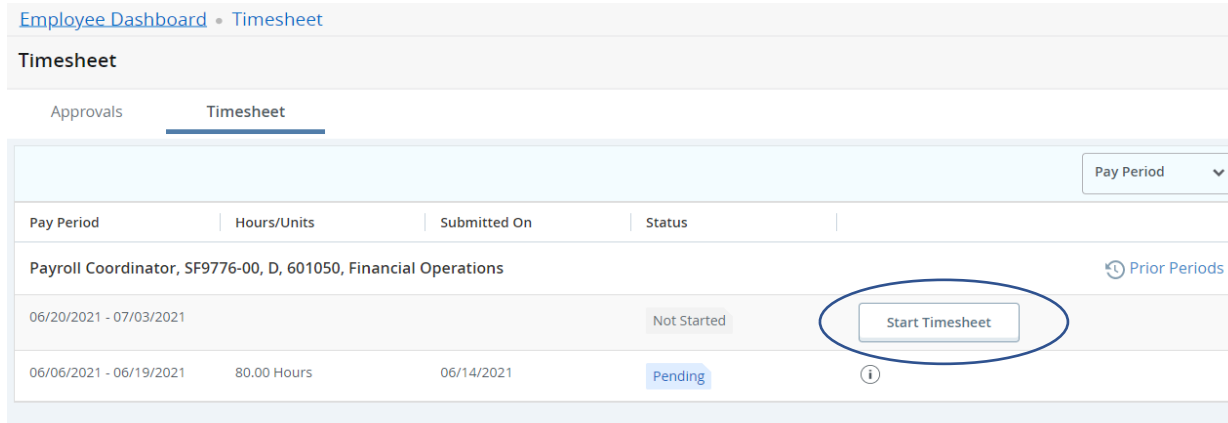 Employee Dashboard • Timesheet
Timesheet
Approvals Timesheet
Pay Period
Pay Period Hours/Units Submitted On Status
Payroll Coordinator, SF9776-00, D, 601050, Financial Operations Prior Periods
06/20/2021 - 07/03/2021 Not Started Start Timesheet
06/06/2021 - 06/19/2021 80.00 Hours 06/14/2021 Pending